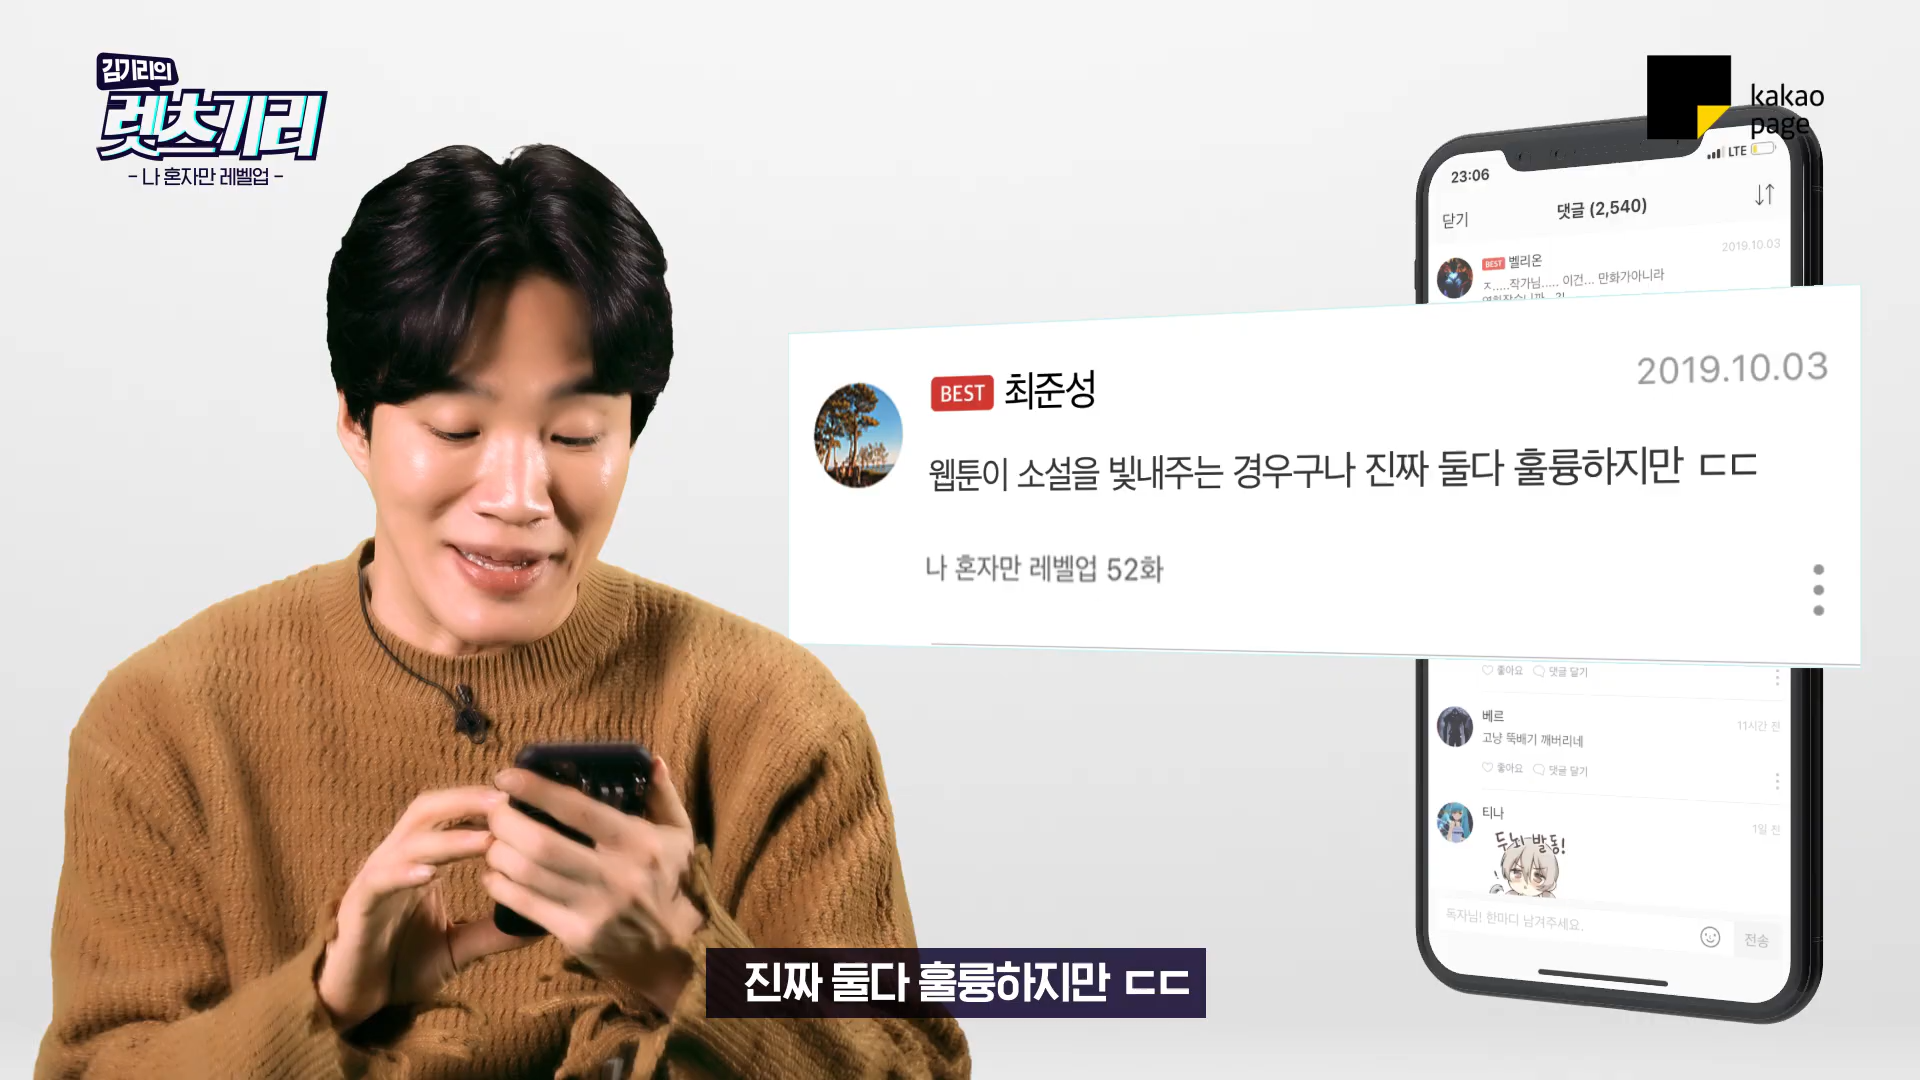 김기리의
렛츠기리
- 나 혼자만 레벨업 -
kakao
page
23:06
LTE
닫기
댓글 (2,540)
2019.10.03
BEST 벨리온
ㅈ.....작가님..... 이건... 만화가아니라
BEST 최준성
2019.10.03
웹툰이 소설을 빛내주는 경우구나 진짜 둘다 훌륭하지만 ㄷㄷ
나 혼자만 레벨업 52화
좋아요 댓글 달기
베르
11시간 전
고냥 뚝배기 깨버리네
좋아요 댓글 달기
티나
1일 전
두뇌 발동!
독자님! 한마디 남겨주세요.
전송
진짜 둘다 훌륭하지만 ㄷㄷ